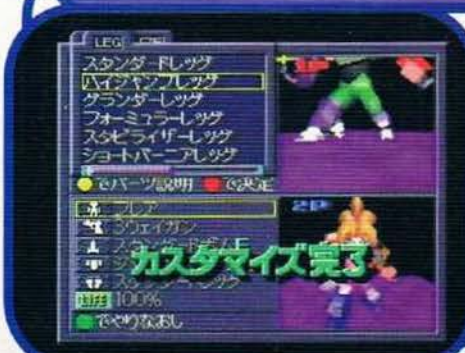 LEG
スタンダードレッグ
ハイジャンプレッグ
グランダーレッグ
フォーミュラーレッグ
スタビライザーレッグ
ショートバーニアレッグ
でパーツ説明 で決定
2P
フレア
3ウェイガン
カスタマイズ完了
LIFE 100%
でやりなおし